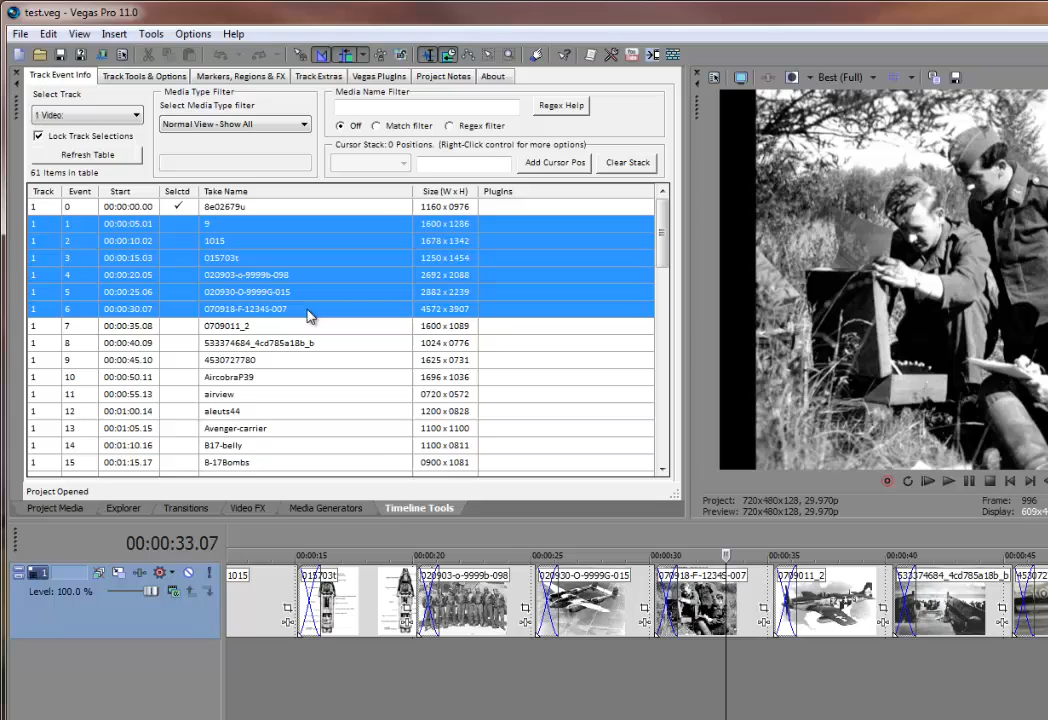 test.veg - Vegas Pro 11.0
File Edit View Insert Tools Options Help
Track Event Info Track Tools & Options Markers, Regions & FX Track Extras Vegas PlugIns Project Notes About
Select Track
1 Video:
Lock Track Selections
Refresh Table
61 Items in table
Media Type Filter
Select Media Type filter
Normal View - Show All
Media Name Filter
Regex Help
Off Match filter Regex filter
Cursor Stack: 0 Positions. (Right-Click control for more options)
Add Cursor Pos Clear Stack
Track Event Start Selctd Take Name Size (W x H) PlugIns
1 0 00:00:00.00 ✓ 8e02679u 1160 x 0976
1 1 00:00:05.01 9 1600 x 1286
1 2 00:00:10.02 1015 1678 x 1342
1 3 00:00:15.03 015703t 1250 x 1454
1 4 00:00:20.05 020903-o-9999b-098 2692 x 2088
1 5 00:00:25.06 020930-O-9999G-015 2882 x 2239
1 6 00:00:30.07 070918-F-1234S-007 4572 x 3907
1 7 00:00:35.08 0709011_2 1600 x 1089
1 8 00:00:40.09 533374684_4cd785a18b_b 1024 x 0776
1 9 00:00:45.10 4530727780 1625 x 0731
1 10 00:00:50.11 AircobraP39 1696 x 1036
1 11 00:00:55.13 airview 0720 x 0572
1 12 00:01:00.14 aleuts44 1200 x 0828
1 13 00:01:05.15 Avenger-carrier 1100 x 1100
1 14 00:01:10.16 B17-belly 1100 x 0811
1 15 00:01:15.17 B-17Bombs 0900 x 1081
Project Opened
Project Media Explorer Transitions Video FX Media Generators Timeline Tools
Best (Full)
Project: 720x480x128, 29.970p
Preview: 720x480x128, 29.970p
Frame: 996
Display: 609x4
00:00:33.07
00:00:15 00:00:20 00:00:25 00:00:30 00:00:35 00:00:40 00:00:45
1
Level: 100.0 %
1015 015703t 020903-o-9999b-098 020930-O-9999G-015 070918-F-1234S-007 0709011_2 533374684_4cd785a18b_b 453072